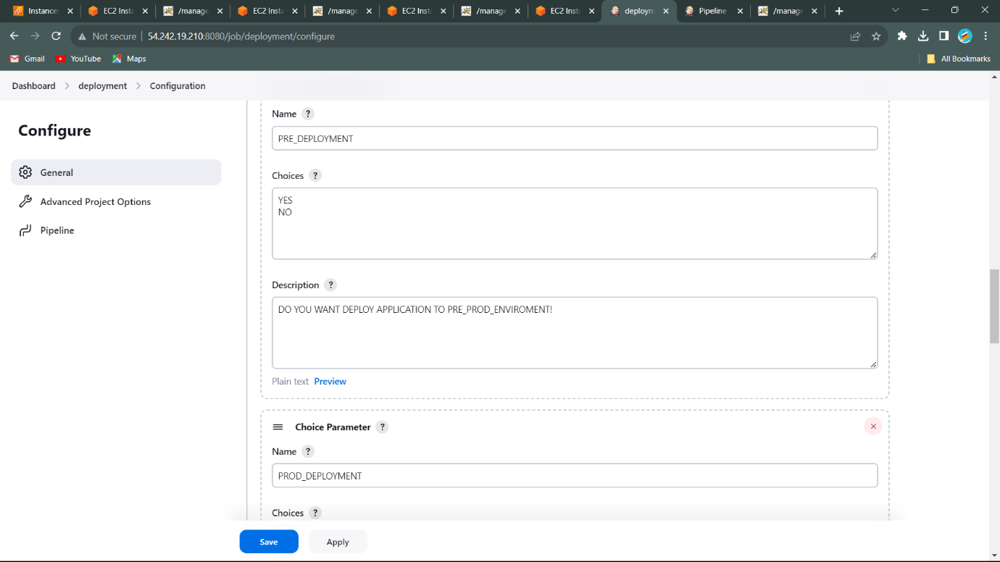 Instances
EC2 Insta
/manage
EC2 Insta
/manage
EC2 Insta
/manage
EC2 Insta
deploym
Pipeline
/manage
Not secure
54.242.19.210:8080/job/deployment/configure
Gmail
YouTube
Maps
All Bookmarks
Dashboard
deployment
Configuration
Configure
General
Advanced Project Options
Pipeline
Name ?
PRE_DEPLOYMENT
Choices ?
YES
NO
Description ?
DO YOU WANT DEPLOY APPLICATION TO PRE_PROD_ENVIROMENT!
Plain text Preview
Choice Parameter ?
Name ?
PROD_DEPLOYMENT
Choices ?
Save
Apply